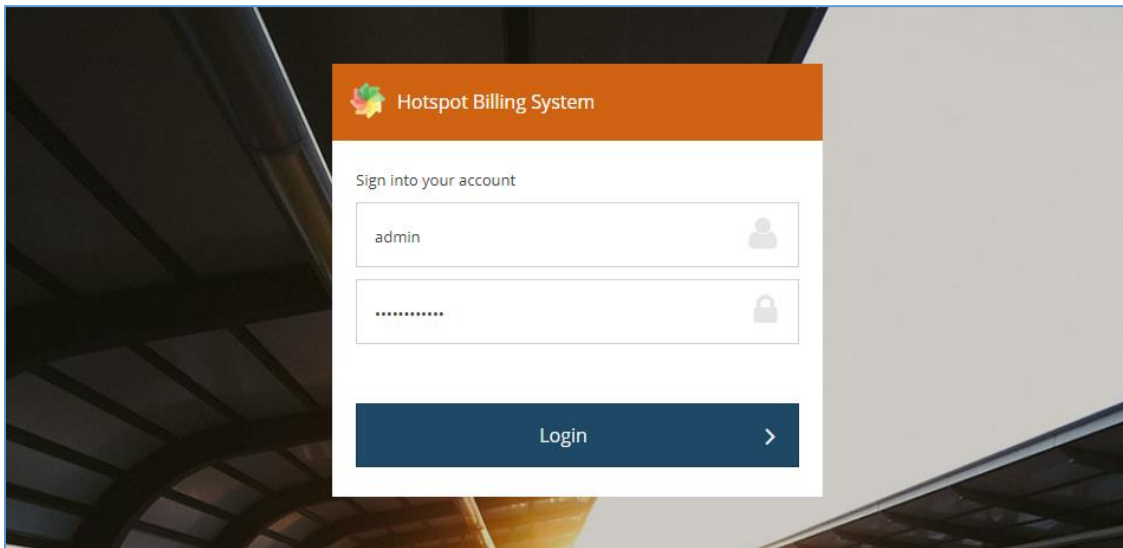 Hotspot Billing System
Sign into your account
admin
••••••••••••
Login